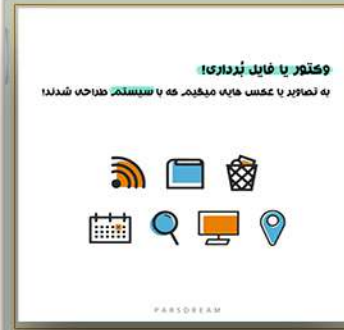 وکتور یا فایل بُرداری!
به تصاویر یا عکس هایی میگیم که با سیستم طراحی شدند!
PARSDREAM